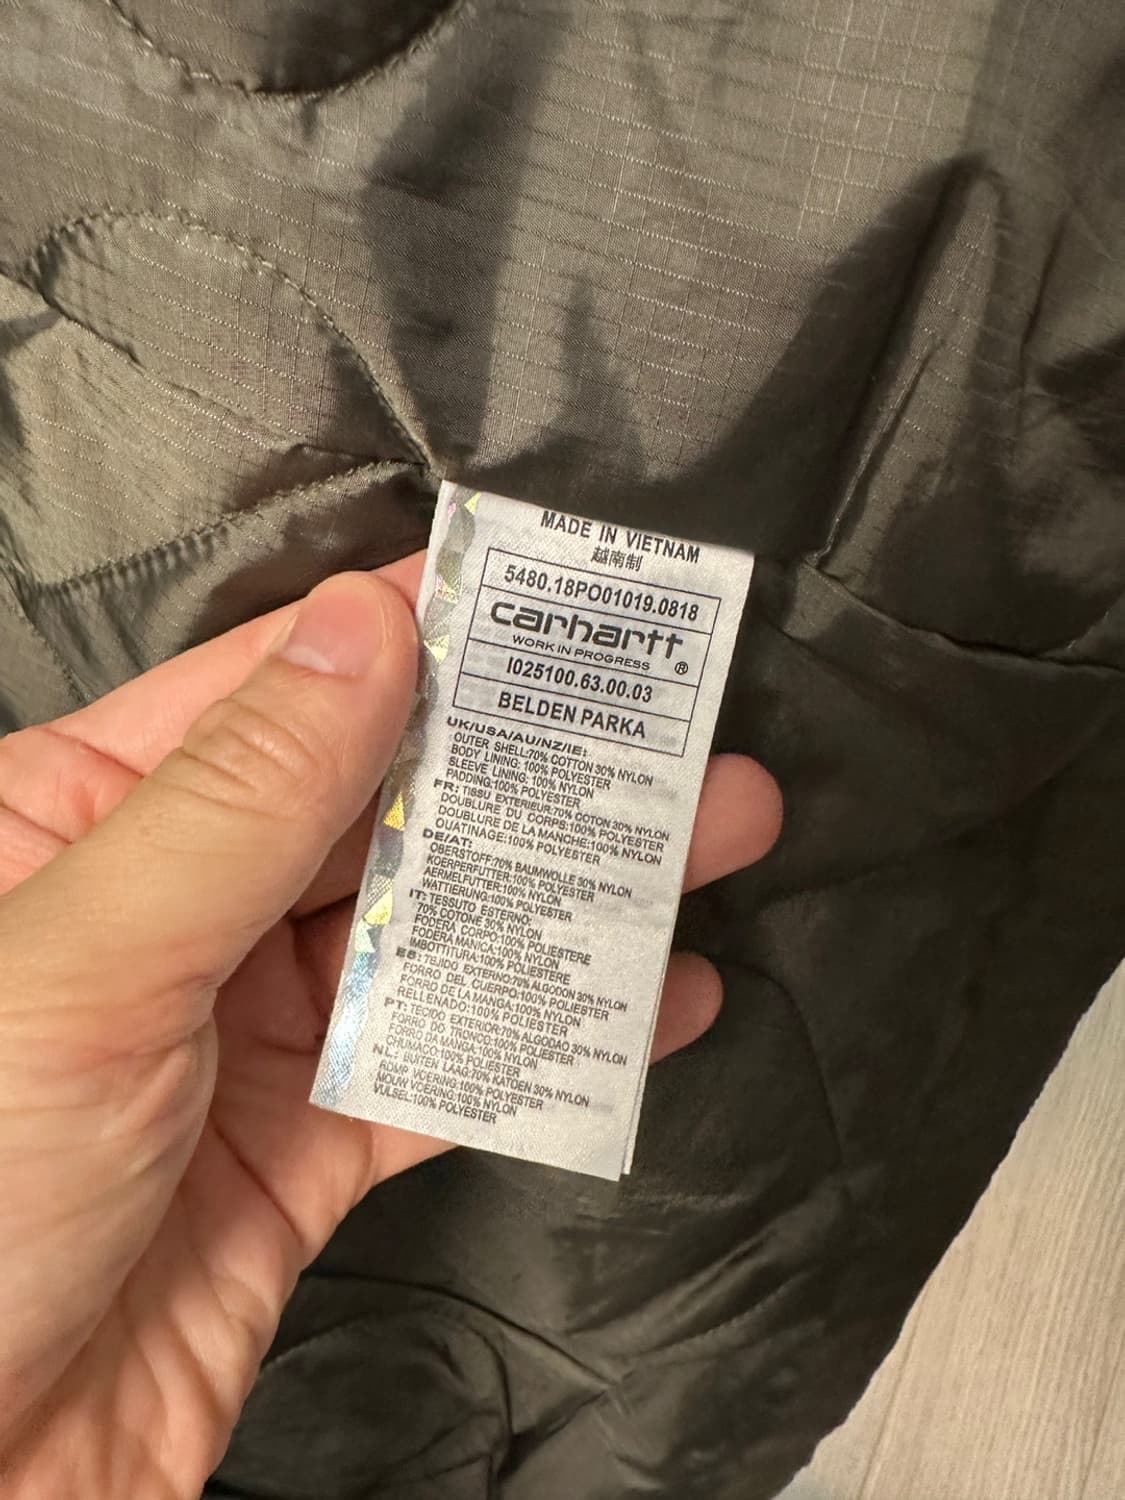 MADE IN VIETNAM
越南制
5480.18PO01019.0818
carhartt
WORK IN PROGRESS ®
I025100.63.00.03
BELDEN PARKA
UK/USA/AU/NZ/IE:
OUTER SHELL:70% COTTON 30% NYLON
BODY LINING: 100% POLYESTER
SLEEVE LINING: 100% NYLON
PADDING:100% POLYESTER
FR: TISSU EXTERIEUR:70% COTON 30% NYLON
DOUBLURE DU CORPS:100% POLYESTER
DOUBLURE DE LA MANCHE:100% NYLON
OUATINAGE:100% POLYESTER
DE/AT:
OBERSTOFF:70% BAUMWOLLE 30% NYLON
KOERPERFUTTER:100% POLYESTER
AERMELFUTTER:100% NYLON
WATTIERUNG:100% POLYESTER
IT: TESSUTO ESTERNO:
70% COTONE 30% NYLON
FODERA CORPO:100% POLIESTERE
FODERA MANICA:100% NYLON
IMBOTTITURA:100% POLIESTERE
ES: TEJIDO EXTERNO:70% ALGODON 30% NYLON
FORRO DEL CUERPO:100% POLIESTER
FORRO DE LA MANGA:100% NYLON
RELLENADO:100% POLIESTER
PT: TECIDO EXTERIOR:70% ALGODAO 30% NYLON
FORRO DO TRONCO:100% POLIESTER
FORRO DA MANGA:100% NYLON
CHUMACO:100% POLIESTER
NL: BUITEN LAAG:70% KATOEN 30% NYLON
ROMP VOERING:100% POLYESTER
MOUW VOERING:100% NYLON
VULSEL:100% POLYESTER